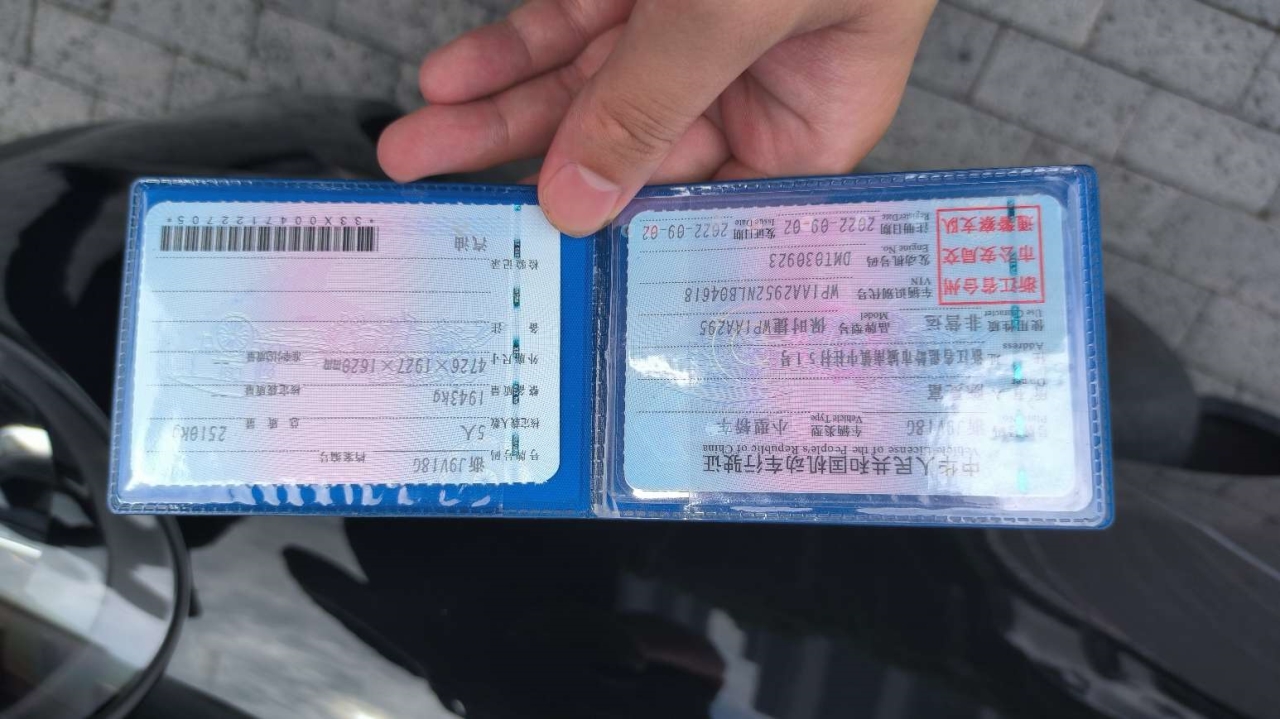 中华人民共和国机动车行驶证
Vehicle License of the People's Republic of China
浙J9V18G 车辆类型 小型轿车
Vehicle Type
Address
使用性质 非营运 品牌型号 保时捷WP1AA295
Use Character Model
浙江省台州
市公安局交
通警察支队
车辆识别代号 WP1AA2952NLB04618
VIN
发动机号码 DMT030923
Engine No.
注册日期 2022-09-02 发证日期 2022-09-02
Register Date Issue Date
号牌号码 浙J9V18G 档案编号
核定载人数 5人 总质量 2510kg
整备质量 1943kg 核定载质量
外廓尺寸 4726×1927×1620mm 准牵引总质量
备注
检验记录
汽油
*33X0047122705*